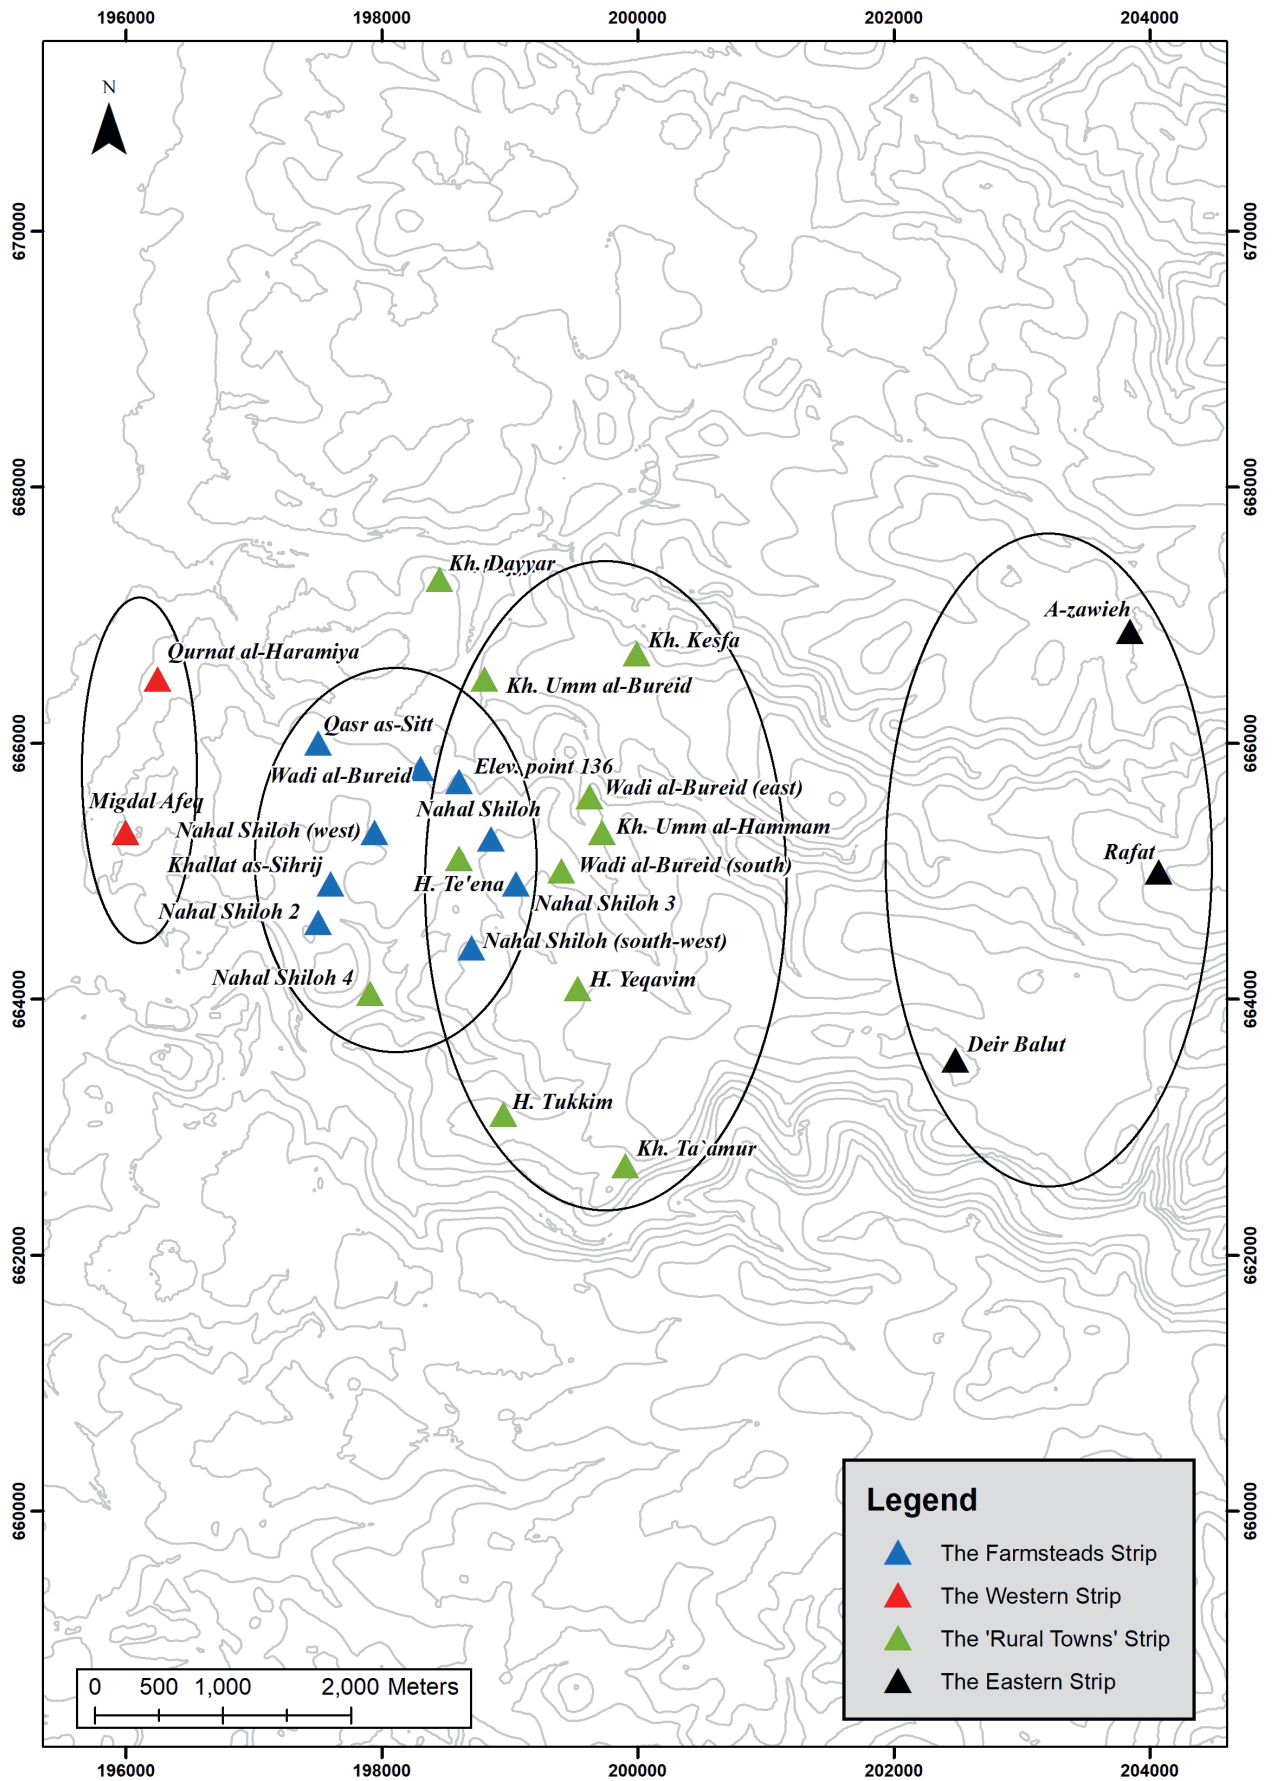 196000
198000
200000
202000
204000
N
670000
670000
668000
668000
Kh. Dayyar
A-zawieh
Kh. Kesfa
Qurnat al-Haramiya
Kh. Umm al-Bureid
Qasr as-Sitt
666000
666000
Elev. point 136
Wadi al-Bureid
Wadi al-Bureid (east)
Migdal Afeq
Nahal Shiloh
Nahal Shiloh (west)
Kh. Umm al-Hammam
Rafat
Khallat as-Sihrij
Wadi al-Bureid (south)
H. Te'ena
Nahal Shiloh 3
Nahal Shiloh 2
Nahal Shiloh (south-west)
Nahal Shiloh 4
H. Yeqavim
664000
664000
Deir Balut
H. Tukkim
Kh. Ta`amur
662000
662000
660000
660000
Legend
The Farmsteads Strip
The Western Strip
The 'Rural Towns' Strip
The Eastern Strip
0 500 1,000 2,000 Meters
196000
198000
200000
202000
204000